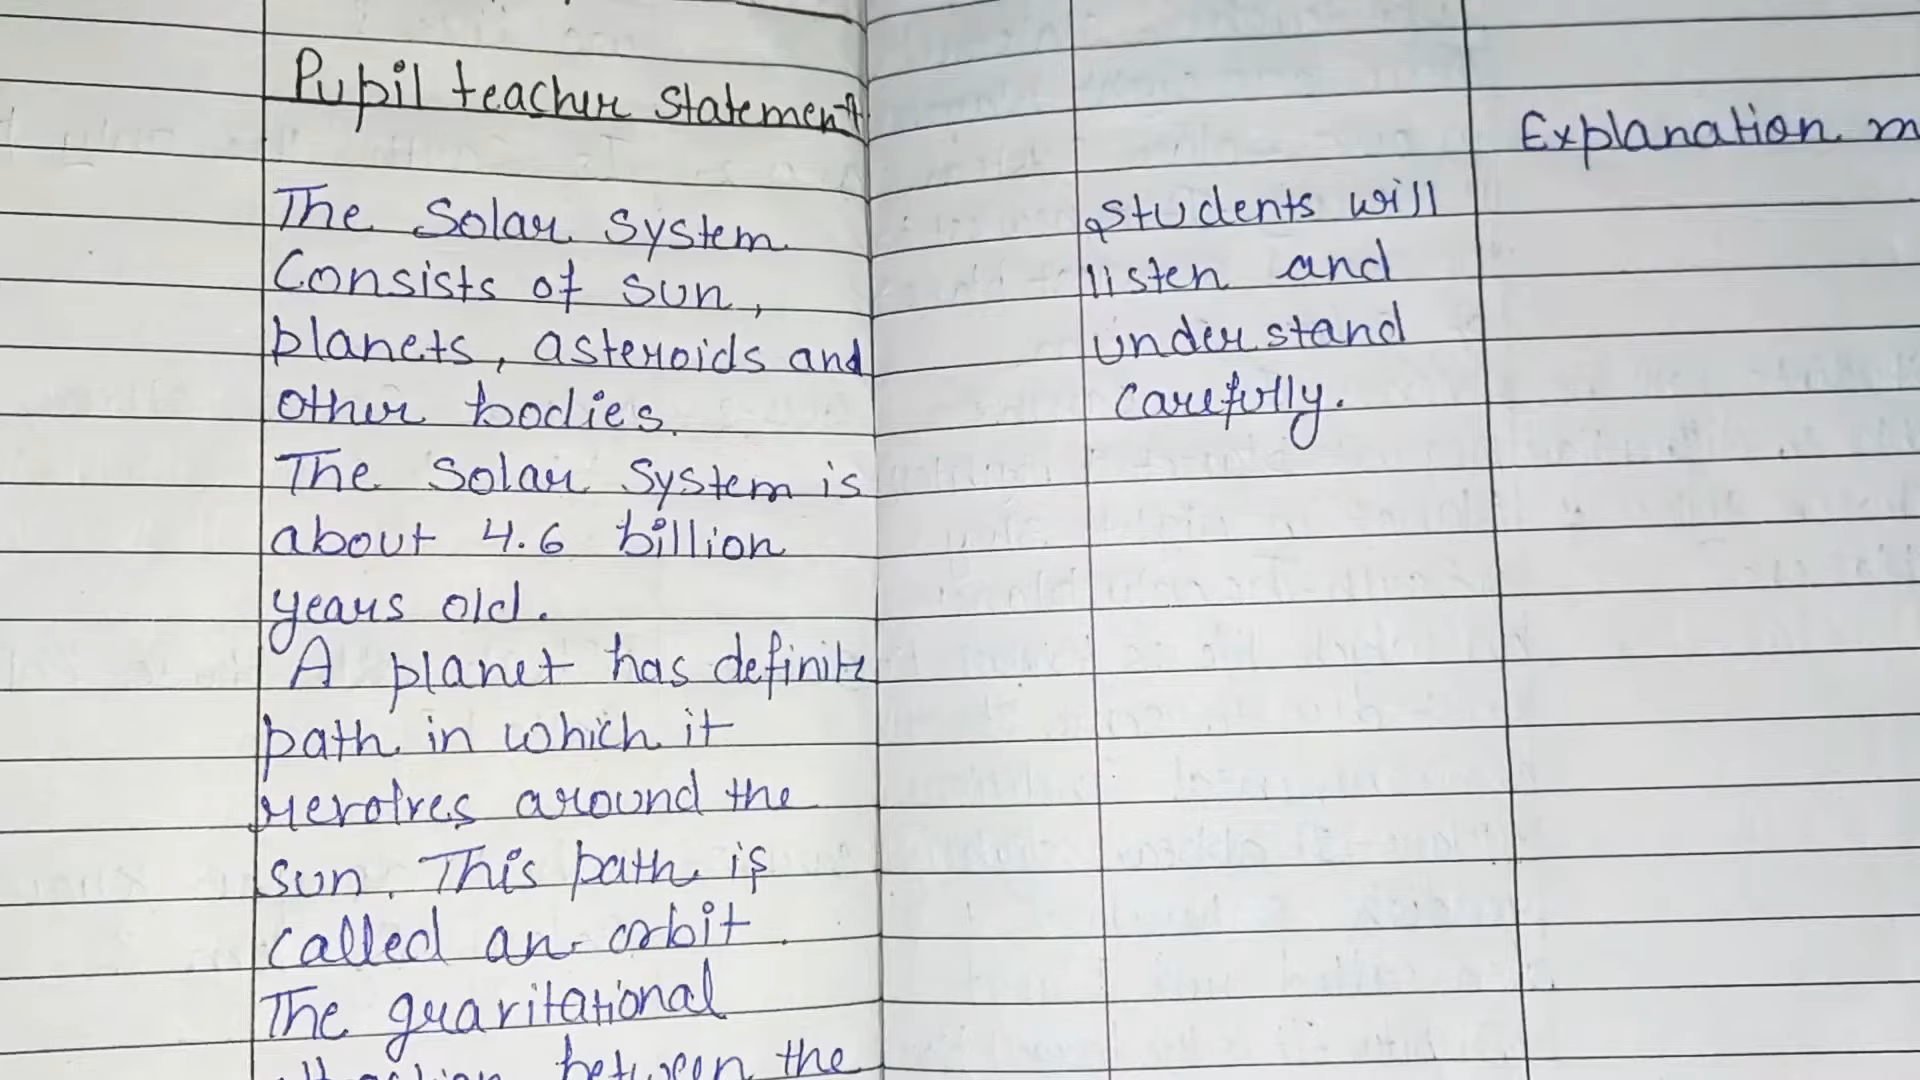 Pupil teacher statement
The Solar System
Consists of sun,
planets, asteroids and
other bodies.
The Solar System is
about 4.6 billion
years old.
A planet has definite
path in which it
revolves around the
sun. This path is
called an orbit.
The gravitational
between the
Students will
listen and
understand
carefully.
Explanation